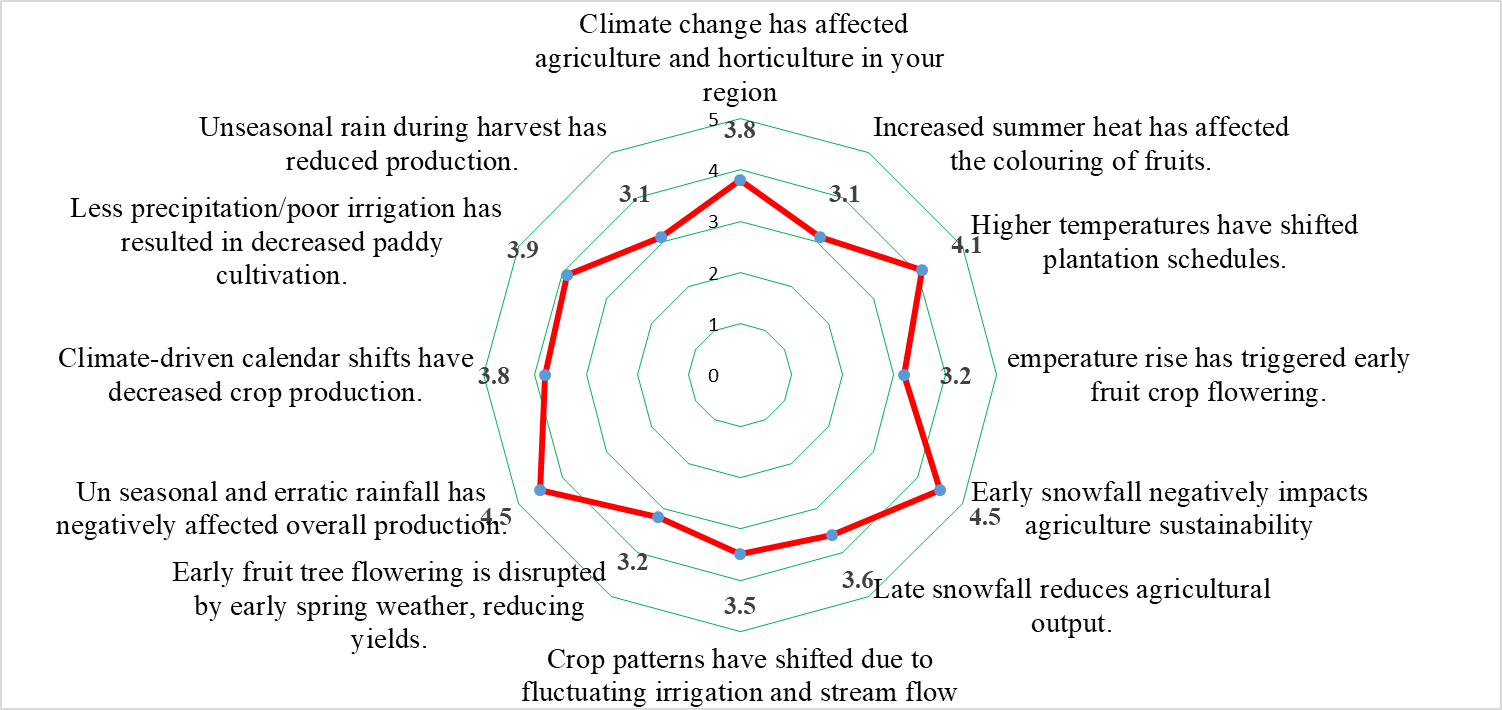 Climate change has affected
agriculture and horticulture in your
region
Increased summer heat has affected
the colouring of fruits.
Higher temperatures have shifted
plantation schedules.
emperature rise has triggered early
fruit crop flowering.
Early snowfall negatively impacts
agriculture sustainability
Late snowfall reduces agricultural
output.
Crop patterns have shifted due to
fluctuating irrigation and stream flow
Early fruit tree flowering is disrupted
by early spring weather, reducing
yields.
Un seasonal and erratic rainfall has
negatively affected overall production.
Climate-driven calendar shifts have
decreased crop production.
Less precipitation/poor irrigation has
resulted in decreased paddy
cultivation.
Unseasonal rain during harvest has
reduced production.
3.8
3.1
4.1
3.2
4.5
3.6
3.5
3.2
4.5
3.8
3.9
3.1
5
4
3
2
1
0